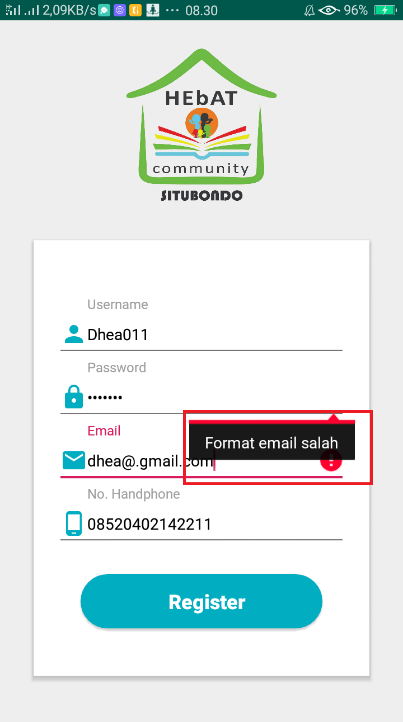 2,09KB/s ... 08.30 96%
HEbAT
community
SITUBONDO
Username
Dhea011
Password
•••••••
Email
Format email salah
dhea@.gmail.com
No. Handphone
08520402142211
Register